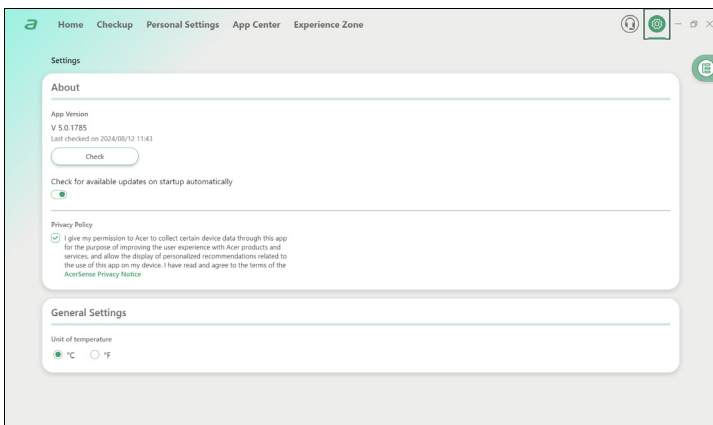 a Home Checkup Personal Settings App Center Experience Zone
Settings
About
App Version
V 5.0.1785
Last checked on 2024/08/12 11:43
Check
Check for available updates on startup automatically
Privacy Policy
I give my permission to Acer to collect certain device data through this app
for the purpose of improving the user experience with Acer products and
services, and allow the display of personalized recommendations related to
the use of this app on my device. I have read and agree to the terms of the
AcerSense Privacy Notice
General Settings
Unit of temperature
°C °F